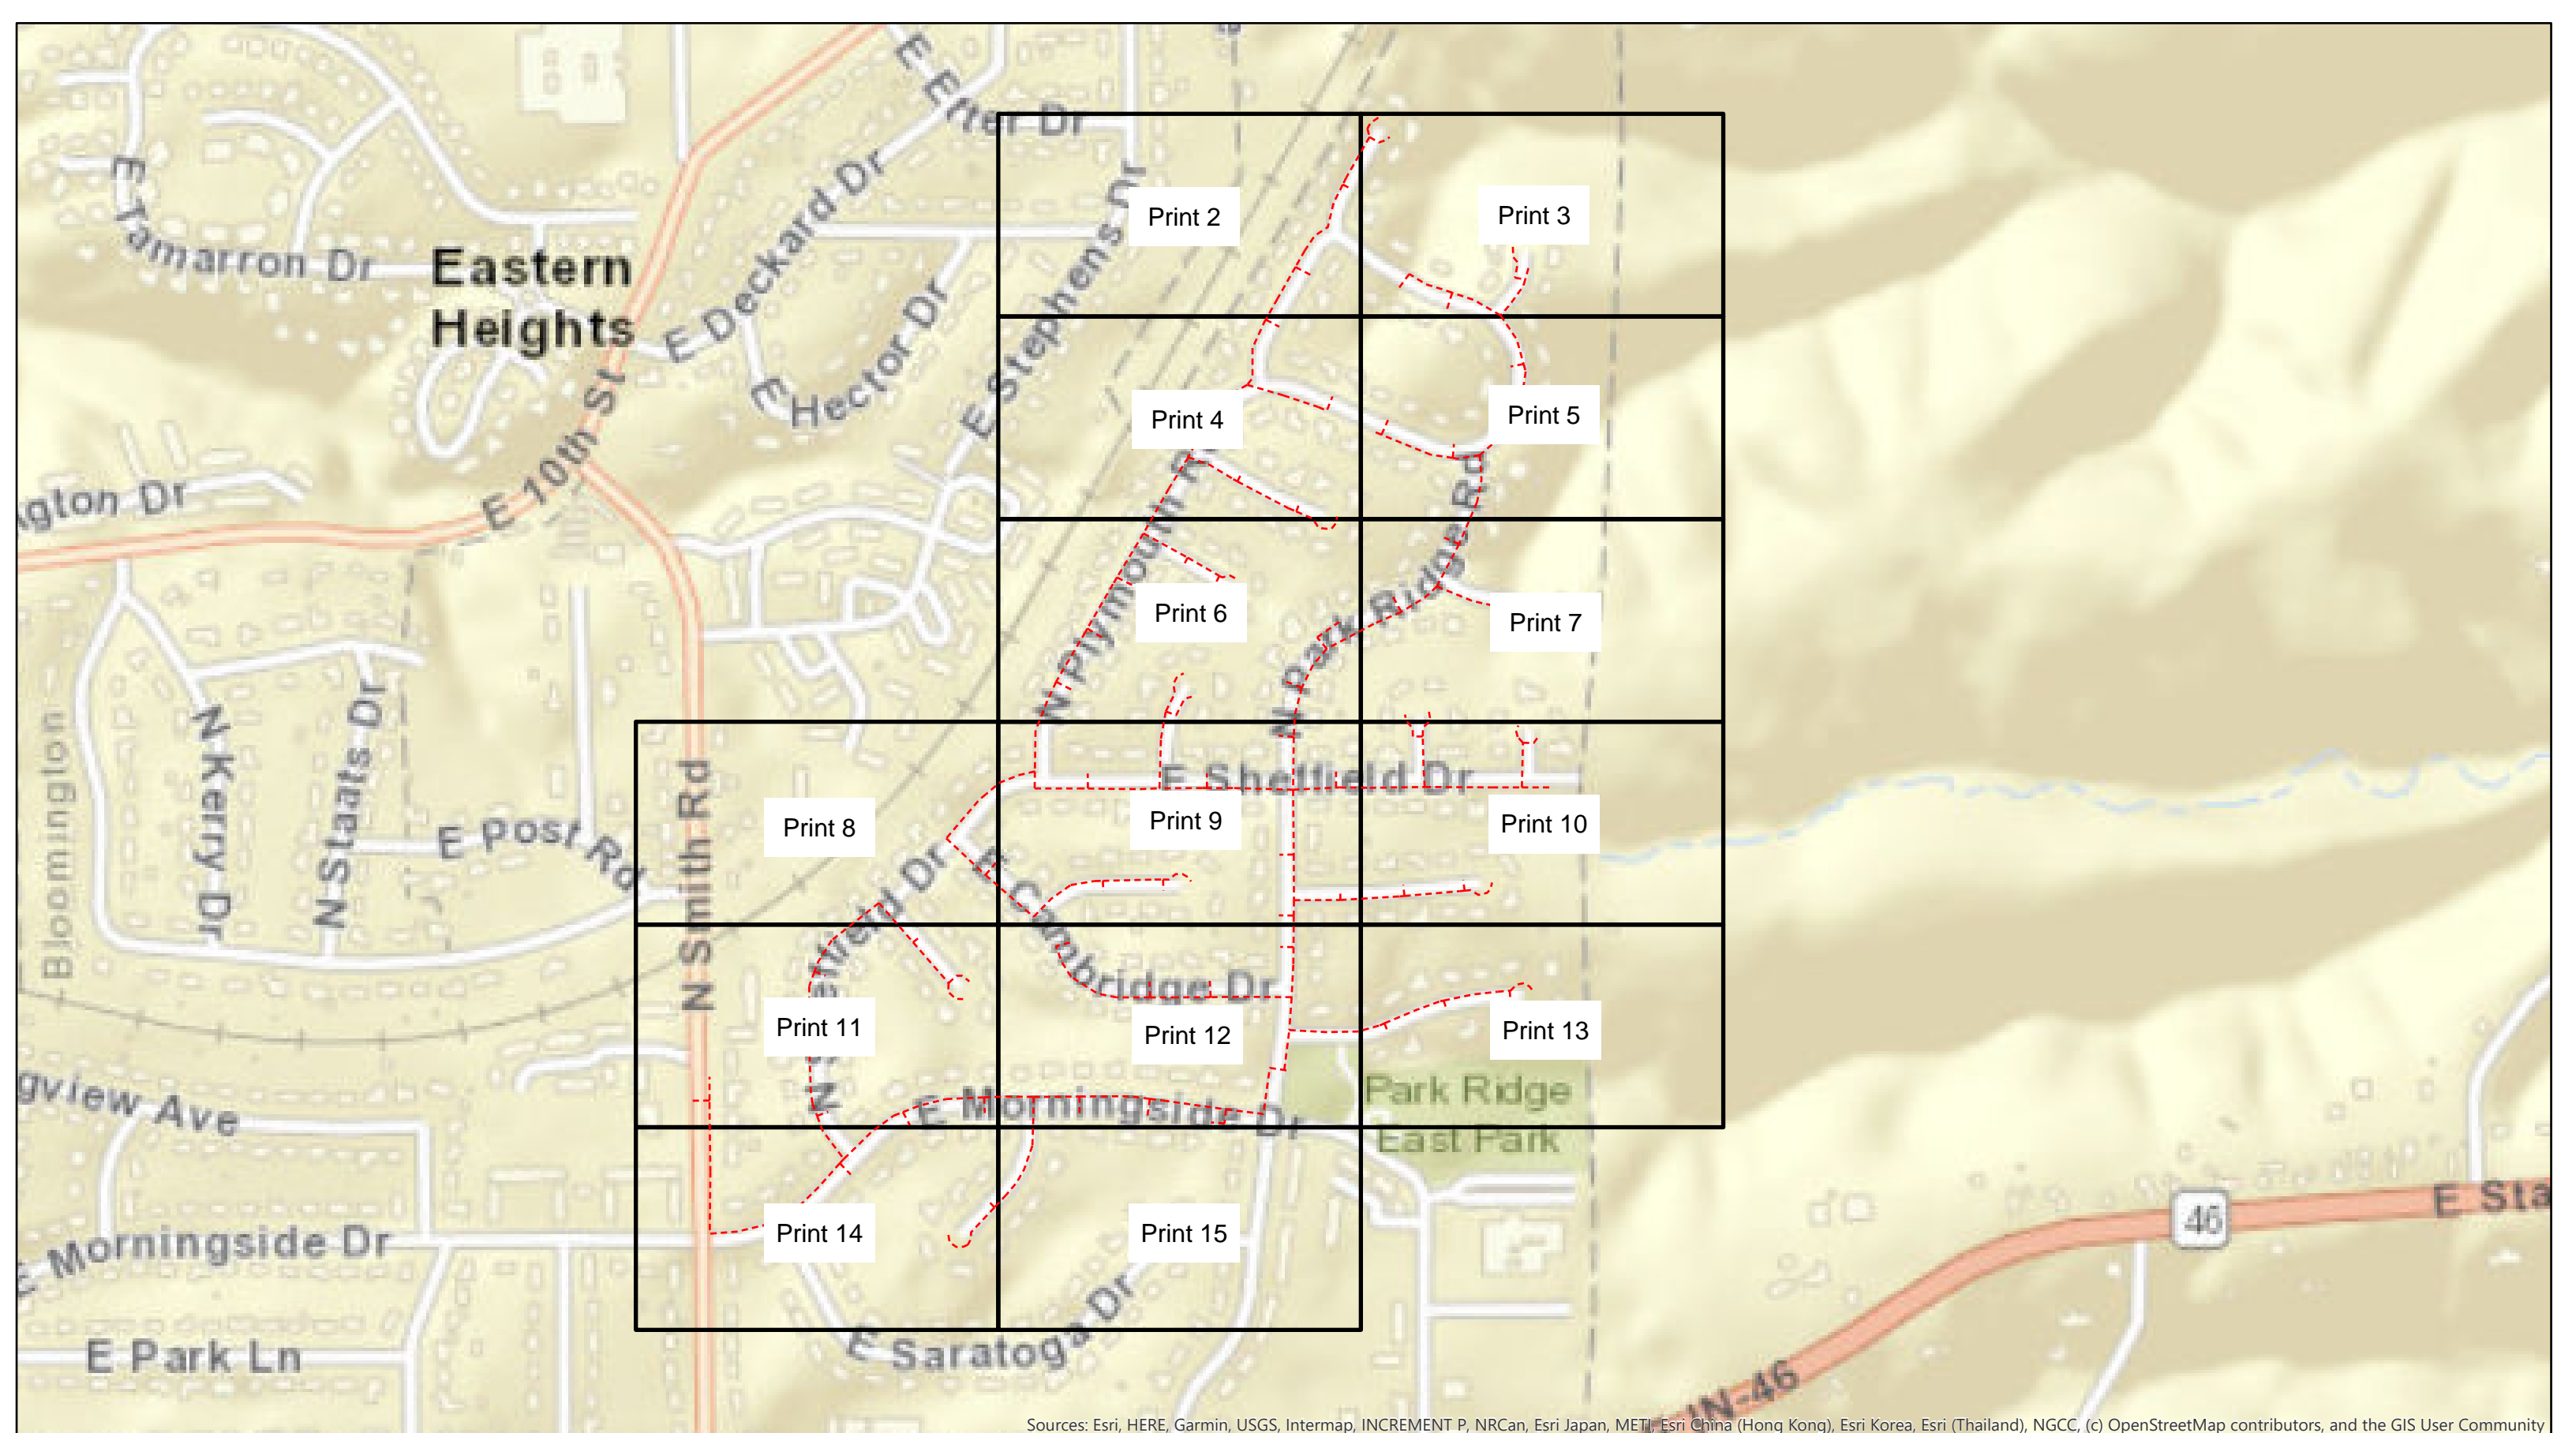 E Etter Dr
E Tamarron Dr
Eastern
Heights
E Deckard Dr
E Hector Dr
E Stephens Dr
E 10th St
Print 2
Print 3
Print 4
Print 5
N Plymouth Rd
N Park Ridge Rd
Print 6
Print 7
Bloomington
N Kerry Dr
N Staats Dr
E Post Rd
N Smith Rd
Print 8
E Sheffield Dr
Print 9
Print 10
N Sheffield Dr
E Cambridge Dr
Print 11
Print 12
Print 13
gview Ave
E Morningside Dr
Park Ridge
East Park
E Morningside Dr
Print 14
Print 15
46
E Sta
E Park Ln
E Saratoga Dr
IN-46
Sources: Esri, HERE, Garmin, USGS, Intermap, INCREMENT P, NRCan, Esri Japan, METI, Esri China (Hong Kong), Esri Korea, Esri (Thailand), NGCC, (c) OpenStreetMap contributors, and the GIS User Community